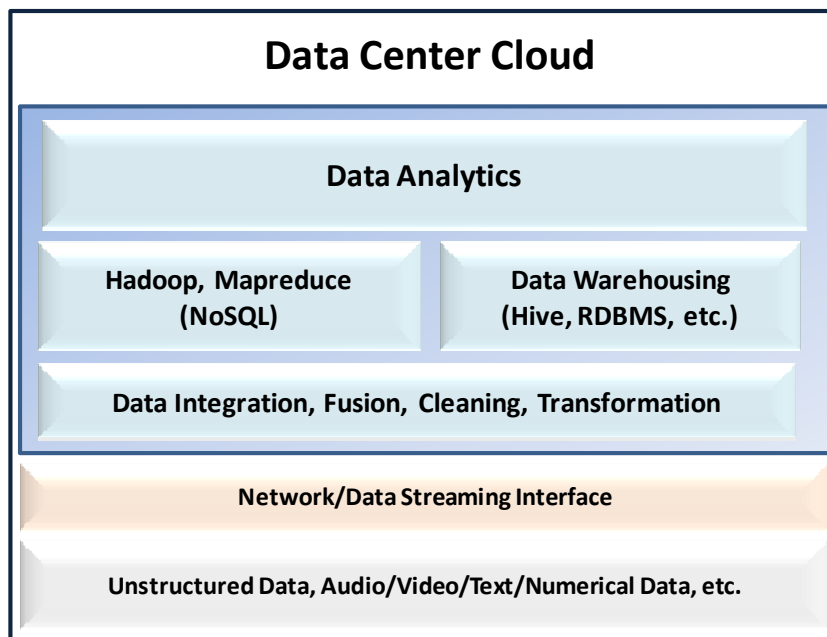 Data Center Cloud
Data Analytics
Hadoop, Mapreduce
(NoSQL)
Data Warehousing
(Hive, RDBMS, etc.)
Data Integration, Fusion, Cleaning, Transformation
Network/Data Streaming Interface
Unstructured Data, Audio/Video/Text/Numerical Data, etc.